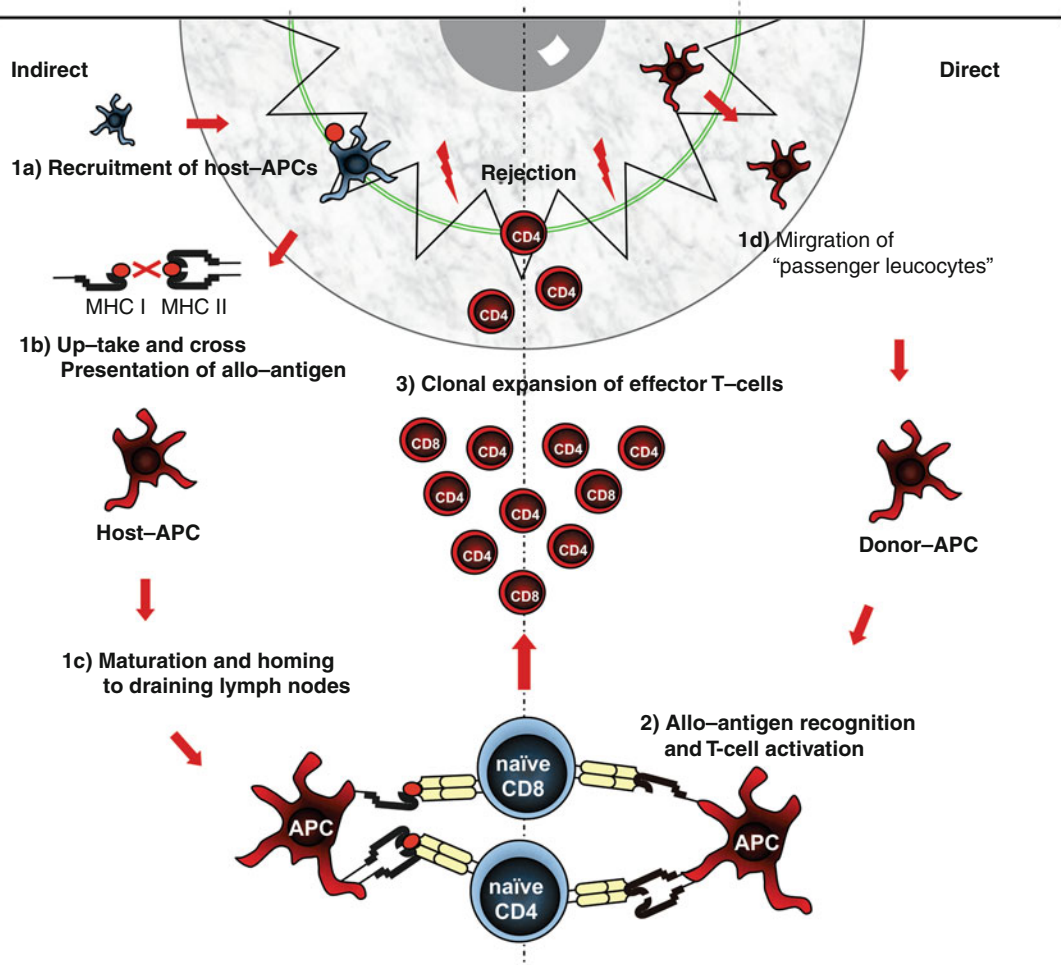 Indirect
Direct
1a) Recruitment of host–APCs
Rejection
CD4
CD4
CD4
1d) Mirgration of
“passenger leucocytes”
MHC I
MHC II
1b) Up–take and cross
Presentation of allo–antigen
3) Clonal expansion of effector T–cells
CD8
CD4
CD4
CD4
CD4
CD8
CD4
CD4
CD4
CD8
Host–APC
Donor–APC
1c) Maturation and homing
to draining lymph nodes
2) Allo–antigen recognition
and T-cell activation
naïve
CD8
APC
APC
naïve
CD4